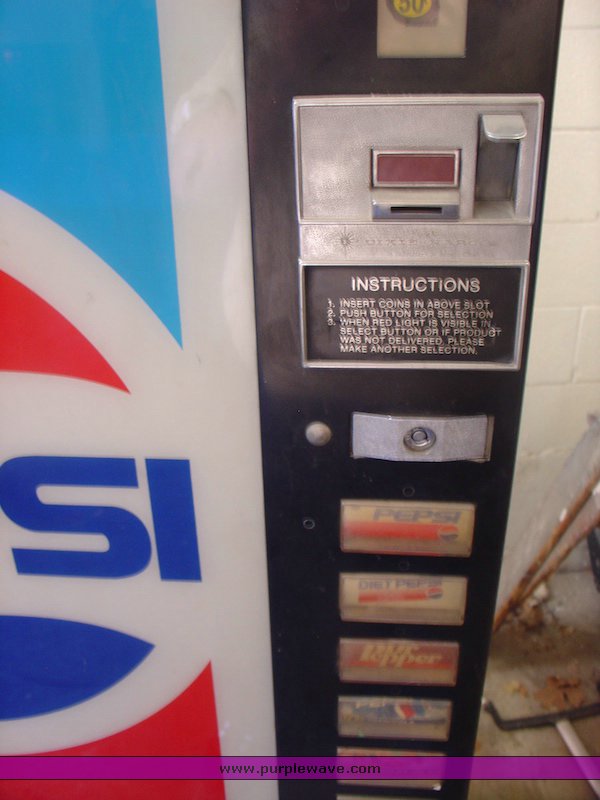 50¢
DIXIE-NARCO
INSTRUCTIONS
1. INSERT COINS IN ABOVE SLOT
2. PUSH BUTTON FOR SELECTION
3. WHEN RED LIGHT IS VISIBLE IN
SELECT BUTTON OR IF PRODUCT
WAS NOT DELIVERED, PLEASE
MAKE ANOTHER SELECTION.
SI
PEPSI
DIET PEPSI
Dr Pepper
www.purplewave.com